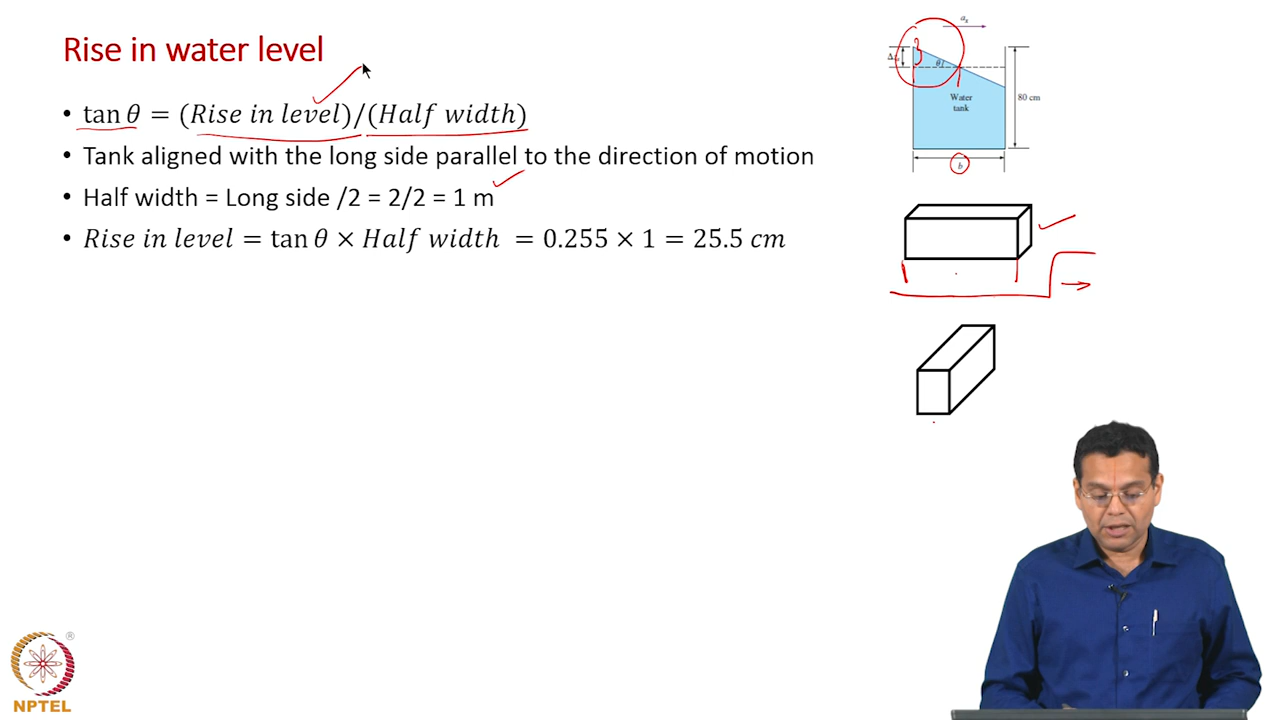 Rise in water level
• tan θ = (Rise in level)/(Half width)
• Tank aligned with the long side parallel to the direction of motion
• Half width = Long side /2 = 2/2 = 1 m
• Rise in level = tan θ × Half width = 0.255 × 1 = 25.5 cm
aₓ
θ
Water
tank
80 cm
b
®
NPTEL